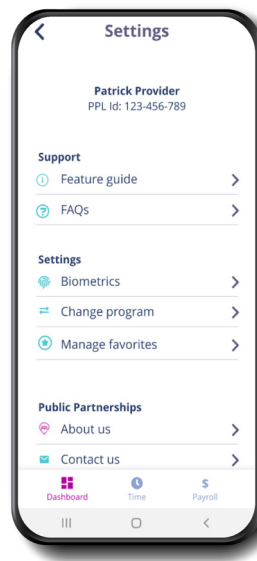 Settings
Patrick Provider
PPL Id: 123-456-789
Support
Feature guide
FAQs
Settings
Biometrics
Change program
Manage favorites
Public Partnerships
About us
Contact us
Dashboard
Time
Payroll